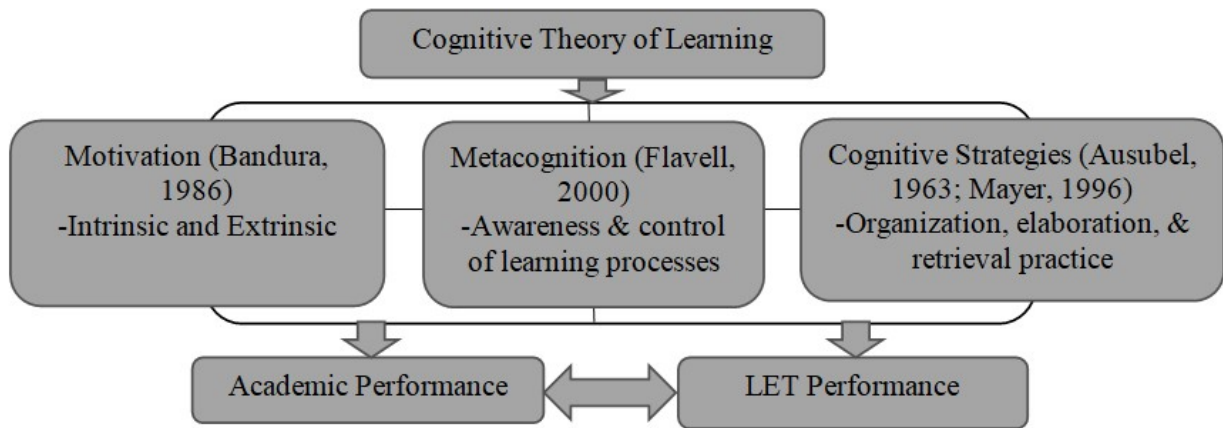 Cognitive Theory of Learning
Motivation (Bandura,
1986)
-Intrinsic and Extrinsic
Metacognition (Flavell,
2000)
-Awareness & control
of learning processes
Cognitive Strategies (Ausubel,
1963; Mayer, 1996)
-Organization, elaboration, &
retrieval practice
Academic Performance
LET Performance